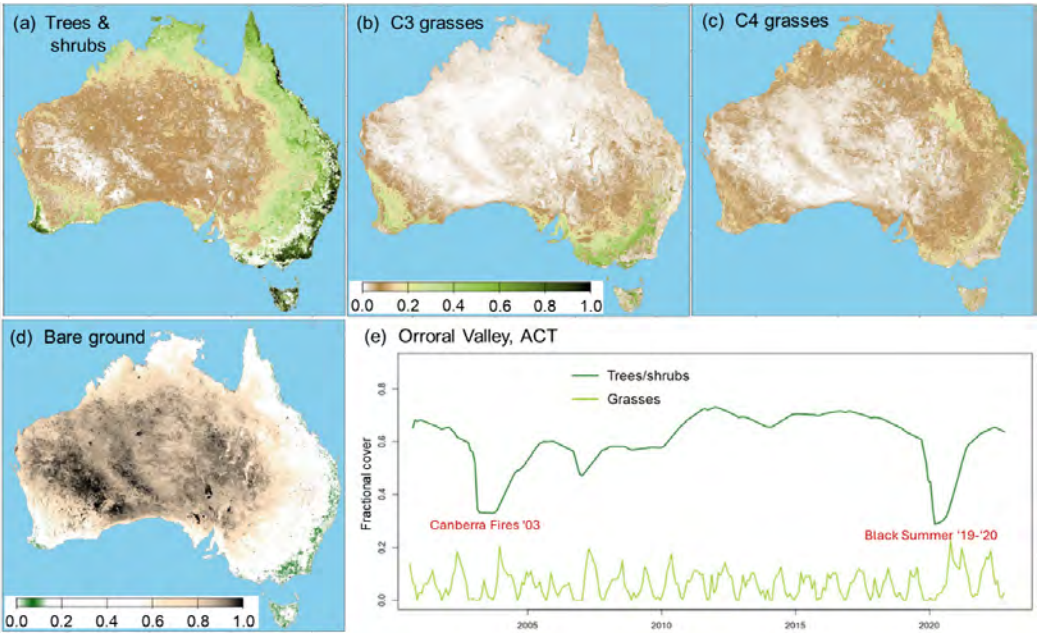 (a) Trees &
shrubs
(b) C3 grasses
(c) C4 grasses
0.0 0.2 0.4 0.6 0.8 1.0
(d) Bare ground
0.0 0.2 0.4 0.6 0.8 1.0
(e) Orroral Valley, ACT
Trees/shrubs
Grasses
Fractional cover
0.8
0.6
0.4
0.2
0.0
Canberra Fires '03
Black Summer '19-'20
2005 2010 2015 2020